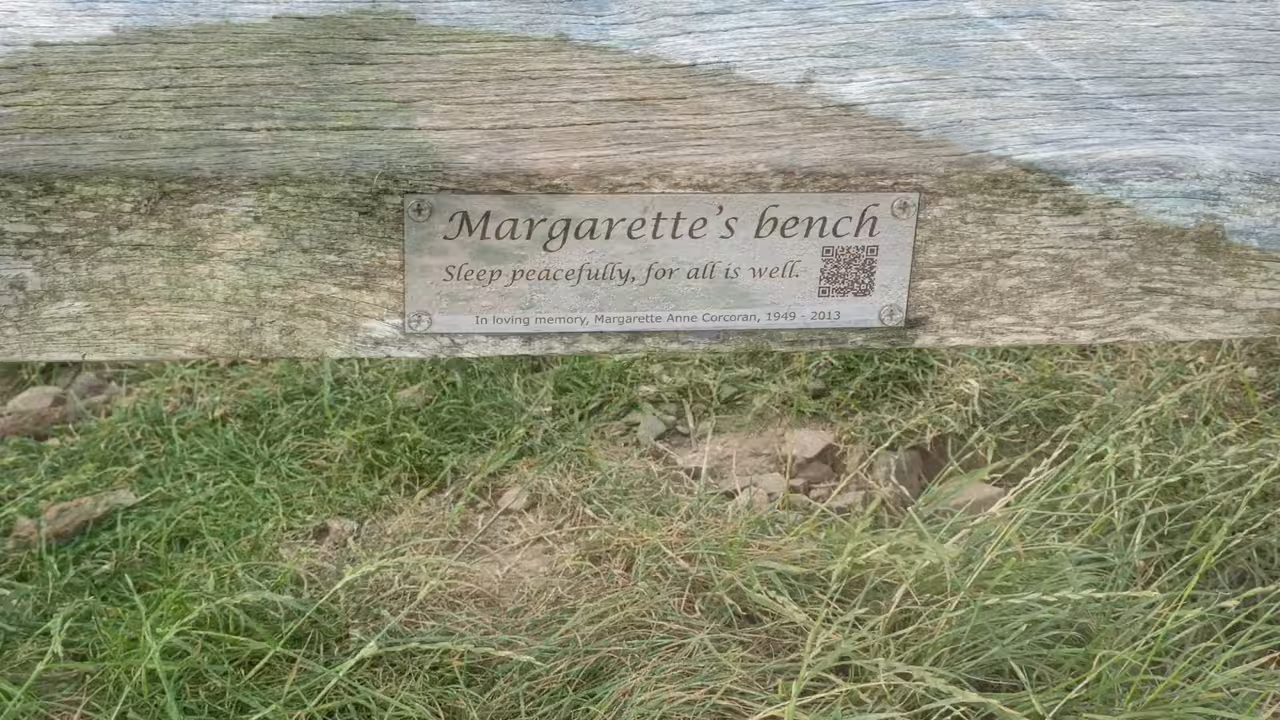 Margarette’s bench
Sleep peacefully, for all is well.
In loving memory, Margarette Anne Corcoran, 1949 - 2013